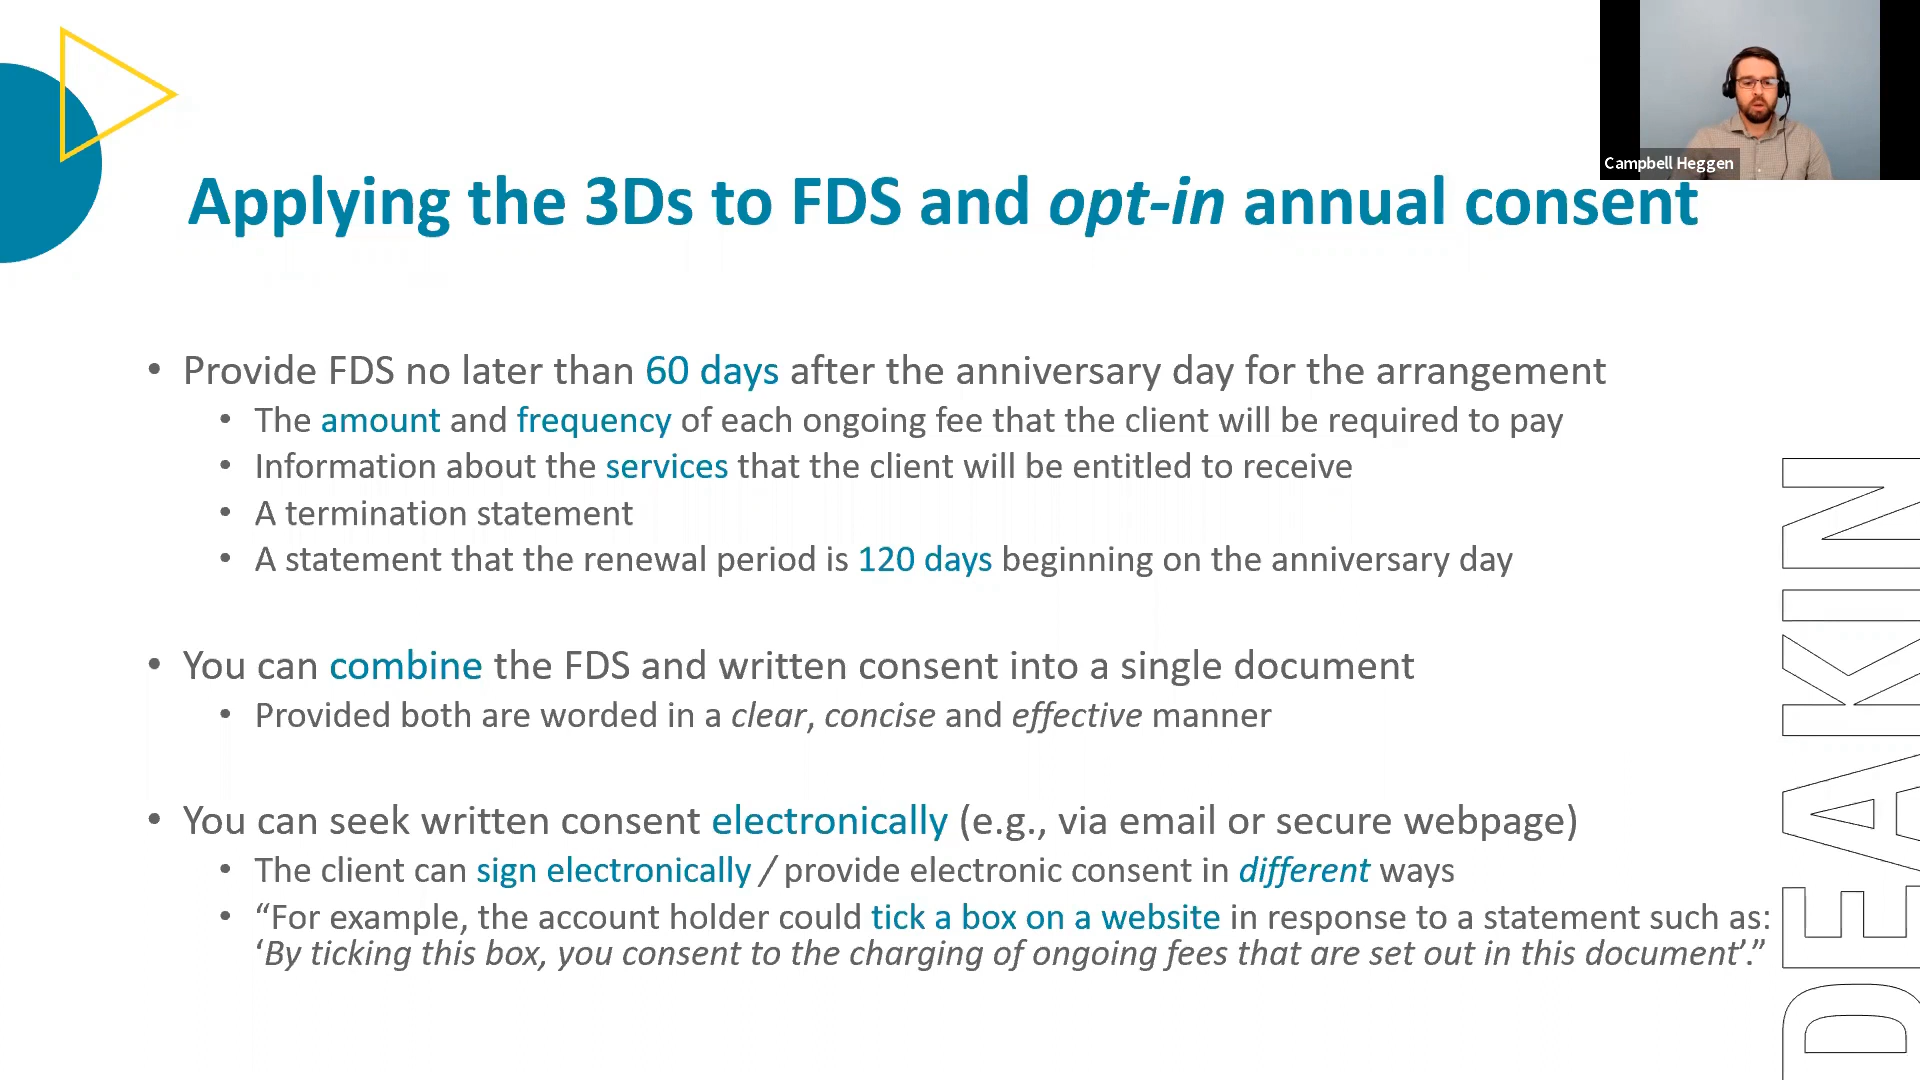 Campbell Heggen
Applying the 3Ds to FDS and opt-in annual consent
• Provide FDS no later than 60 days after the anniversary day for the arrangement
• The amount and frequency of each ongoing fee that the client will be required to pay
• Information about the services that the client will be entitled to receive
• A termination statement
• A statement that the renewal period is 120 days beginning on the anniversary day
• You can combine the FDS and written consent into a single document
• Provided both are worded in a clear, concise and effective manner
• You can seek written consent electronically (e.g., via email or secure webpage)
• The client can sign electronically / provide electronic consent in different ways
• “For example, the account holder could tick a box on a website in response to a statement such as:
‘By ticking this box, you consent to the charging of ongoing fees that are set out in this document’.”
DEAKIN